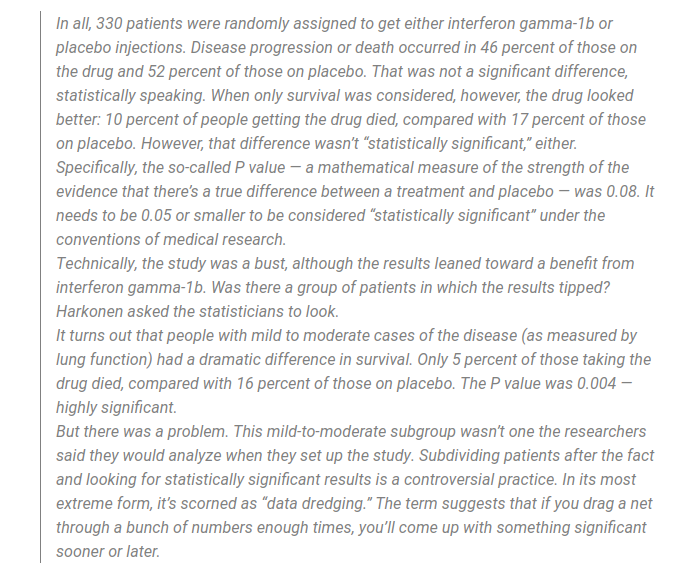 In all, 330 patients were randomly assigned to get either interferon gamma-1b or
placebo injections. Disease progression or death occurred in 46 percent of those on
the drug and 52 percent of those on placebo. That was not a significant difference,
statistically speaking. When only survival was considered, however, the drug looked
better: 10 percent of people getting the drug died, compared with 17 percent of those
on placebo. However, that difference wasn't “statistically significant,” either.
Specifically, the so-called P value — a mathematical measure of the strength of the
evidence that there's a true difference between a treatment and placebo — was 0.08. It
needs to be 0.05 or smaller to be considered “statistically significant” under the
conventions of medical research.
Technically, the study was a bust, although the results leaned toward a benefit from
interferon gamma-1b. Was there a group of patients in which the results tipped?
Harkonen asked the statisticians to look.
It turns out that people with mild to moderate cases of the disease (as measured by
lung function) had a dramatic difference in survival. Only 5 percent of those taking the
drug died, compared with 16 percent of those on placebo. The P value was 0.004 —
highly significant.
But there was a problem. This mild-to-moderate subgroup wasn't one the researchers
said they would analyze when they set up the study. Subdividing patients after the fact
and looking for statistically significant results is a controversial practice. In its most
extreme form, it's scorned as “data dredging.” The term suggests that if you drag a net
through a bunch of numbers enough times, you'll come up with something significant
sooner or later.